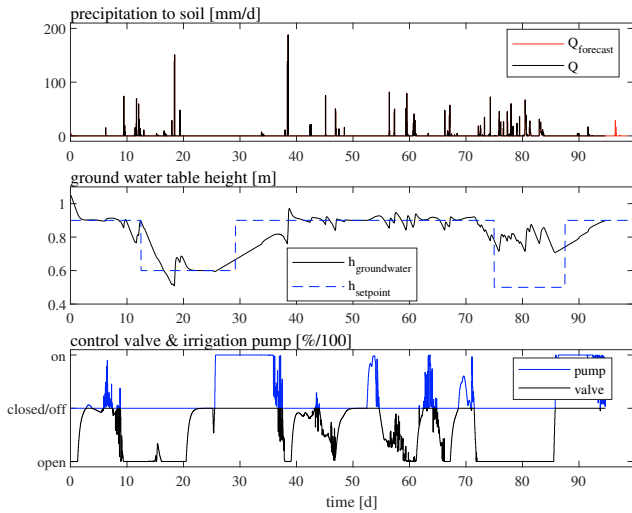 precipitation to soil [mm/d]
200
100
0
Q_forecast
Q
0 10 20 30 40 50 60 70 80 90
ground water table height [m]
1
0.8
0.6
0.4
h_groundwater
h_setpoint
0 10 20 30 40 50 60 70 80 90
control valve & irrigation pump [%/100]
on
closed/off
open
pump
valve
0 10 20 30 40 50 60 70 80 90
time [d]